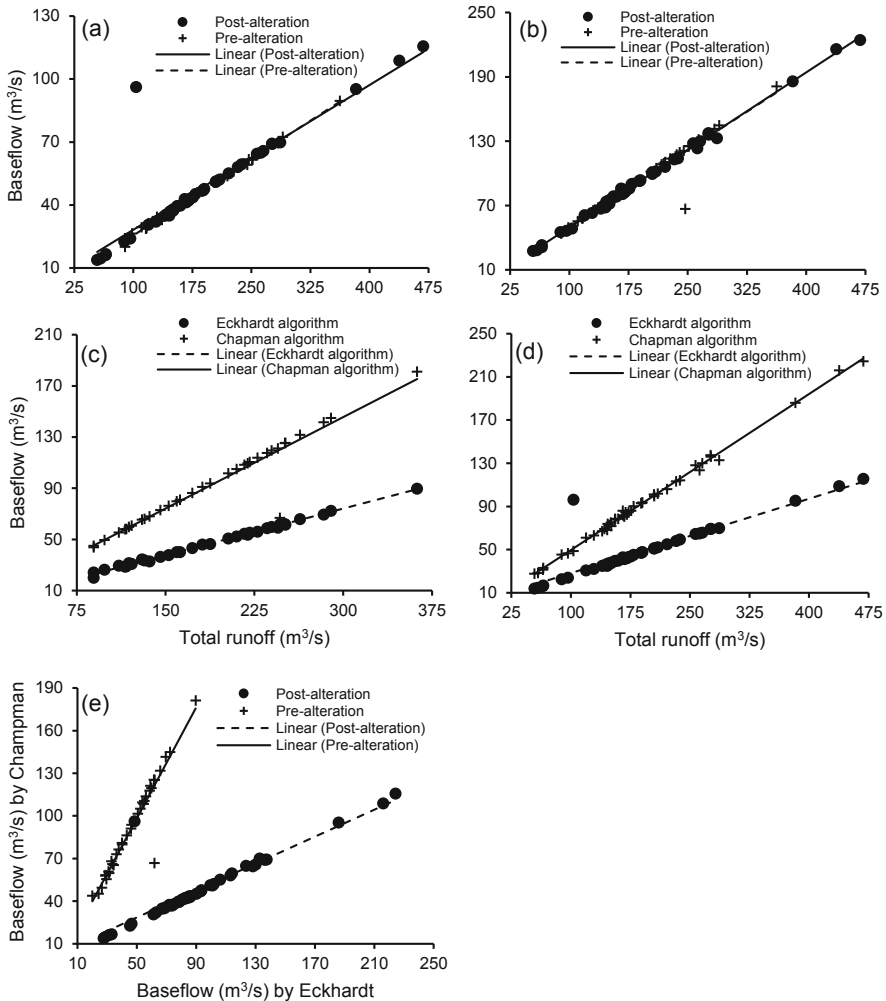 (a)
Post-alteration
Pre-alteration
Linear (Post-alteration)
Linear (Pre-alteration)
Baseflow (m³/s)
130
100
70
40
10
25 100 175 250 325 400 475
(b)
Post-alteration
Pre-alteration
Linear (Post-alteration)
Linear (Pre-alteration)
250
190
130
70
10
25 100 175 250 325 400 475
(c)
Eckhardt algorithm
Chapman algorithm
Linear (Eckhardt algorithm)
Linear (Chapman algorithm)
Baseflow (m³/s)
210
170
130
90
50
10
75 150 225 300 375
Total runoff (m³/s)
(d)
Eckhardt algorithm
Chapman algorithm
Linear (Eckhardt algorithm)
Linear (Chapman algorithm)
250
210
170
130
90
50
10
25 100 175 250 325 400 475
Total runoff (m³/s)
(e)
Post-alteration
Pre-alteration
Linear (Post-alteration)
Linear (Pre-alteration)
Baseflow (m³/s) by Champman
190
160
130
100
70
40
10
10 50 90 130 170 210 250
Baseflow (m³/s) by Eckhardt